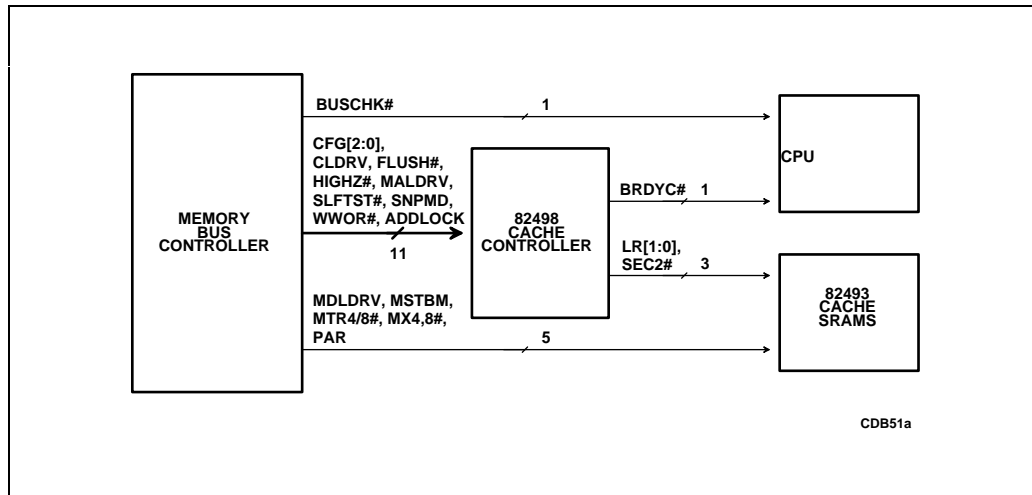 BUSCHK#
1
CFG[2:0],
CLDRV, FLUSH#,
HIGHZ#, MALDRV,
SLFTST#, SNPMD,
WWOR#, ADDLOCK
11
MEMORY
BUS
CONTROLLER
82498
CACHE
CONTROLLER
CPU
BRDYC# 1
LR[1:0],
SEC2# 3
MDLDRV, MSTBM,
MTR4/8#, MX4,8#,
PAR
5
82493
CACHE
SRAMS
CDB51a